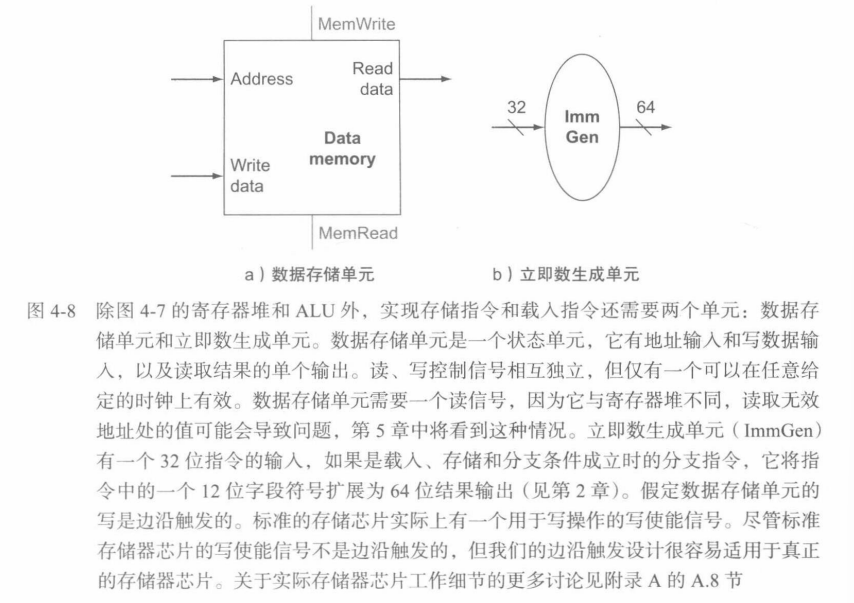 MemWrite
Address
Read
data
Data
memory
Write
data
MemRead
32
Imm
Gen
64
a）数据存储单元
b）立即数生成单元
图 4-8 除图 4-7 的寄存器堆和 ALU 外，实现存储指令和载入指令还需要两个单元：数据存
储单元和立即数生成单元。数据存储单元是一个状态单元，它有地址输入和写数据输
入，以及读取结果的单个输出。读、写控制信号相互独立，但仅有一个可以在任意给
定的时钟上有效。数据存储单元需要一个读信号，因为它与寄存器堆不同，读取无效
地址处的值可能会导致问题，第 5 章中将看到这种情况。立即数生成单元（ImmGen）
有一个 32 位指令的输入，如果是载入、存储和分支条件成立时的分支指令，它将指
令中的一个 12 位字段符号扩展为 64 位结果输出（见第 2 章）。假定数据存储单元的
写是边沿触发的。标准的存储芯片实际上有一个用于写操作的写使能信号。尽管标准
存储器芯片的写使能信号不是边沿触发的，但我们的边沿触发设计很容易适用于真正
的存储器芯片。关于实际存储器芯片工作细节的更多讨论见附录 A 的 A.8 节